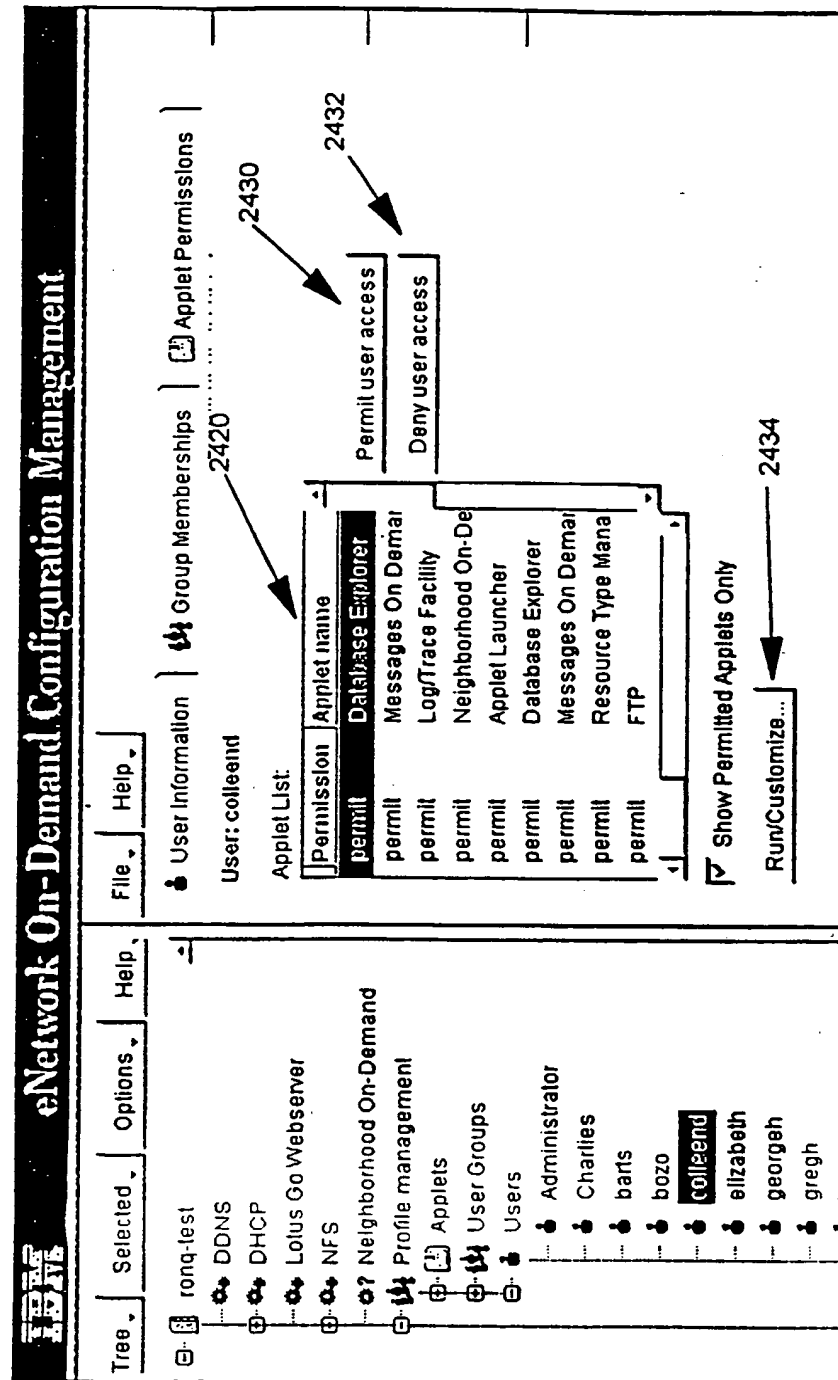 IBM
eNetwork On-Demand Configuration Management
Tree Selected Options Help
ronq-test
DDNS
DHCP
Lotus Go Webserver
NFS
Neighborhood On-Demand
Profile management
Applets
User Groups
Users
Administrator
Charlies
barts
bozo
colleend
elizabeth
georgeh
gregh
File Help
User Information Group Memberships Applet Permissions
User: colleend
2420
2430
2432
Applet List:
Permission Applet name
permit Database Explorer
permit Messages On Deman
permit Log/Trace Facility
permit Neighborhood On-De
permit Applet Launcher
permit Database Explorer
permit Messages On Deman
permit Resource Type Mana
permit FTP
Permit user access
Deny user access
Show Permitted Applets Only
Run/Customize...
2434